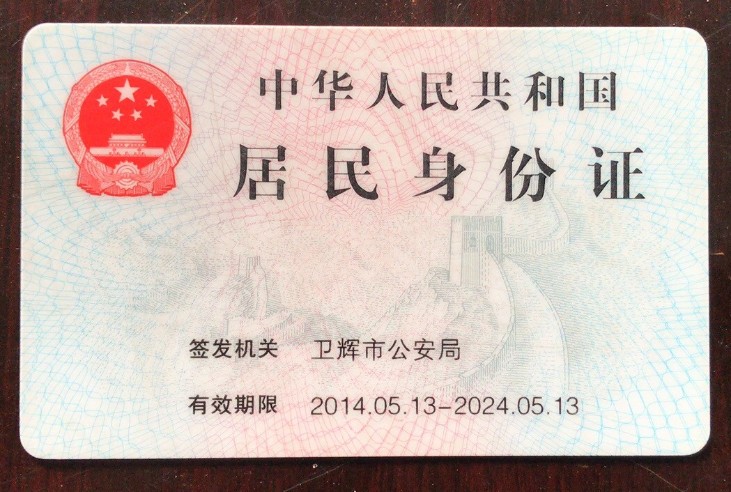 中华人民共和国
居民身份证
签发机关 卫辉市公安局
有效期限 2014.05.13-2024.05.13